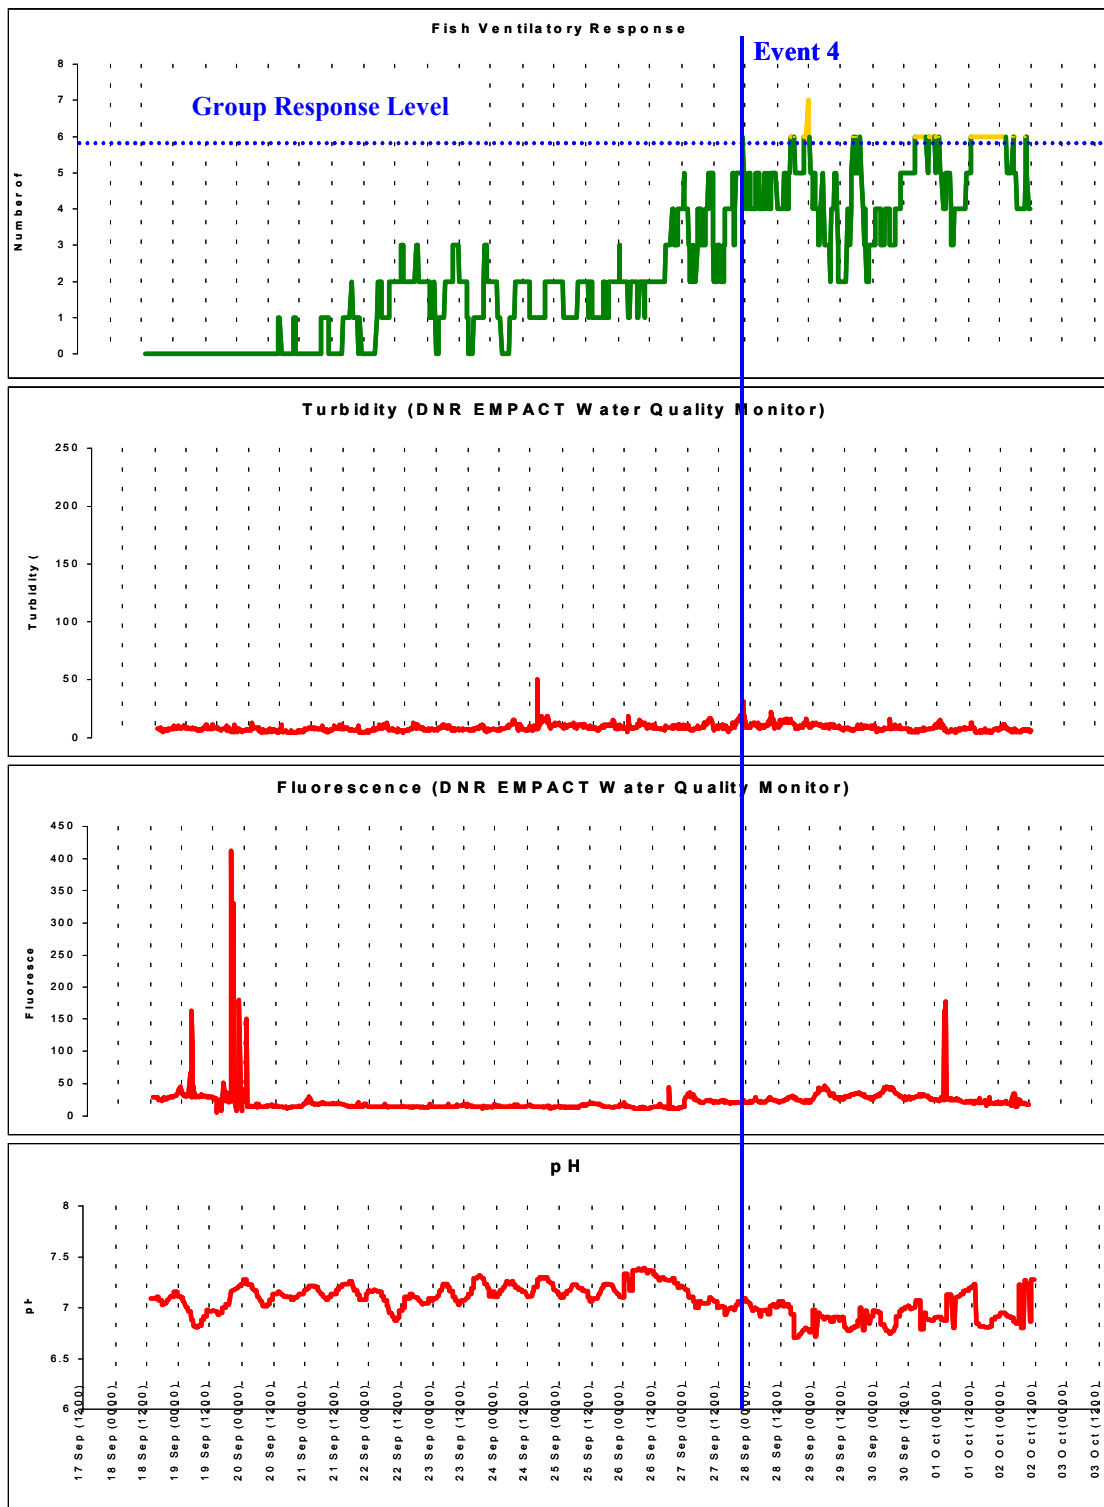 Fish Ventilatory Response
Event 4
Group Response Level
Number of
8
7
6
5
4
3
2
1
0
Turbidity (DNR EMPACT Water Quality Monitor)
Turbidity (
250
200
150
100
50
0
Fluorescence (DNR EMPACT Water Quality Monitor)
Fluoresce
450
400
350
300
250
200
150
100
50
0
pH
pH
8
7.5
7
6.5
6
17 Sep (1200)
18 Sep (0000)
18 Sep (1200)
19 Sep (0000)
19 Sep (1200)
20 Sep (0000)
20 Sep (1200)
21 Sep (0000)
21 Sep (1200)
22 Sep (0000)
22 Sep (1200)
23 Sep (0000)
23 Sep (1200)
24 Sep (0000)
24 Sep (1200)
25 Sep (0000)
25 Sep (1200)
26 Sep (0000)
26 Sep (1200)
27 Sep (0000)
27 Sep (1200)
28 Sep (0000)
28 Sep (1200)
29 Sep (0000)
29 Sep (1200)
30 Sep (0000)
30 Sep (1200)
01 Oct (0000)
01 Oct (1200)
02 Oct (0000)
02 Oct (1200)
03 Oct (0000)
03 Oct (1200)